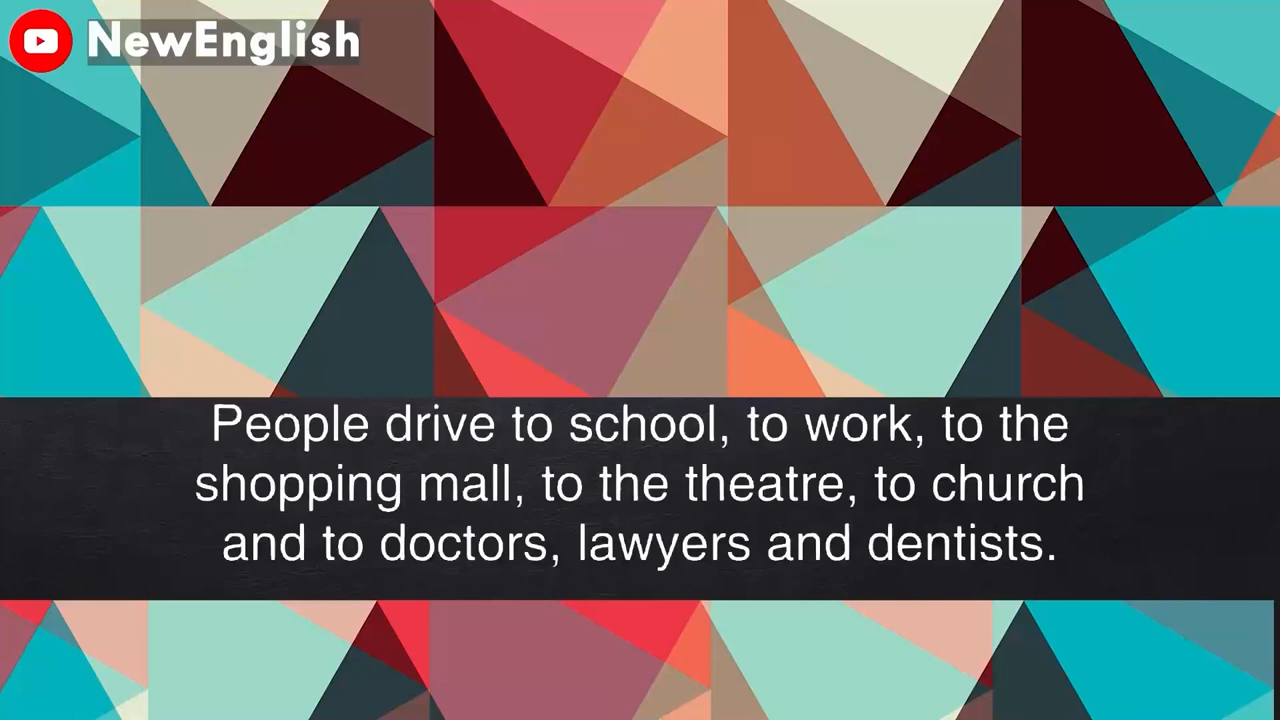 NewEnglish
People drive to school, to work, to the
shopping mall, to the theatre, to church
and to doctors, lawyers and dentists.